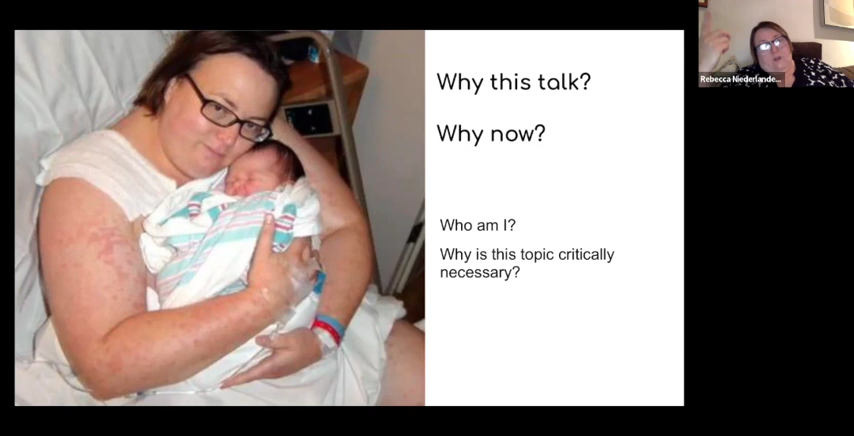 Why this talk?
Why now?
Who am I?
Why is this topic critically
necessary?
Rebecca Niederlande...